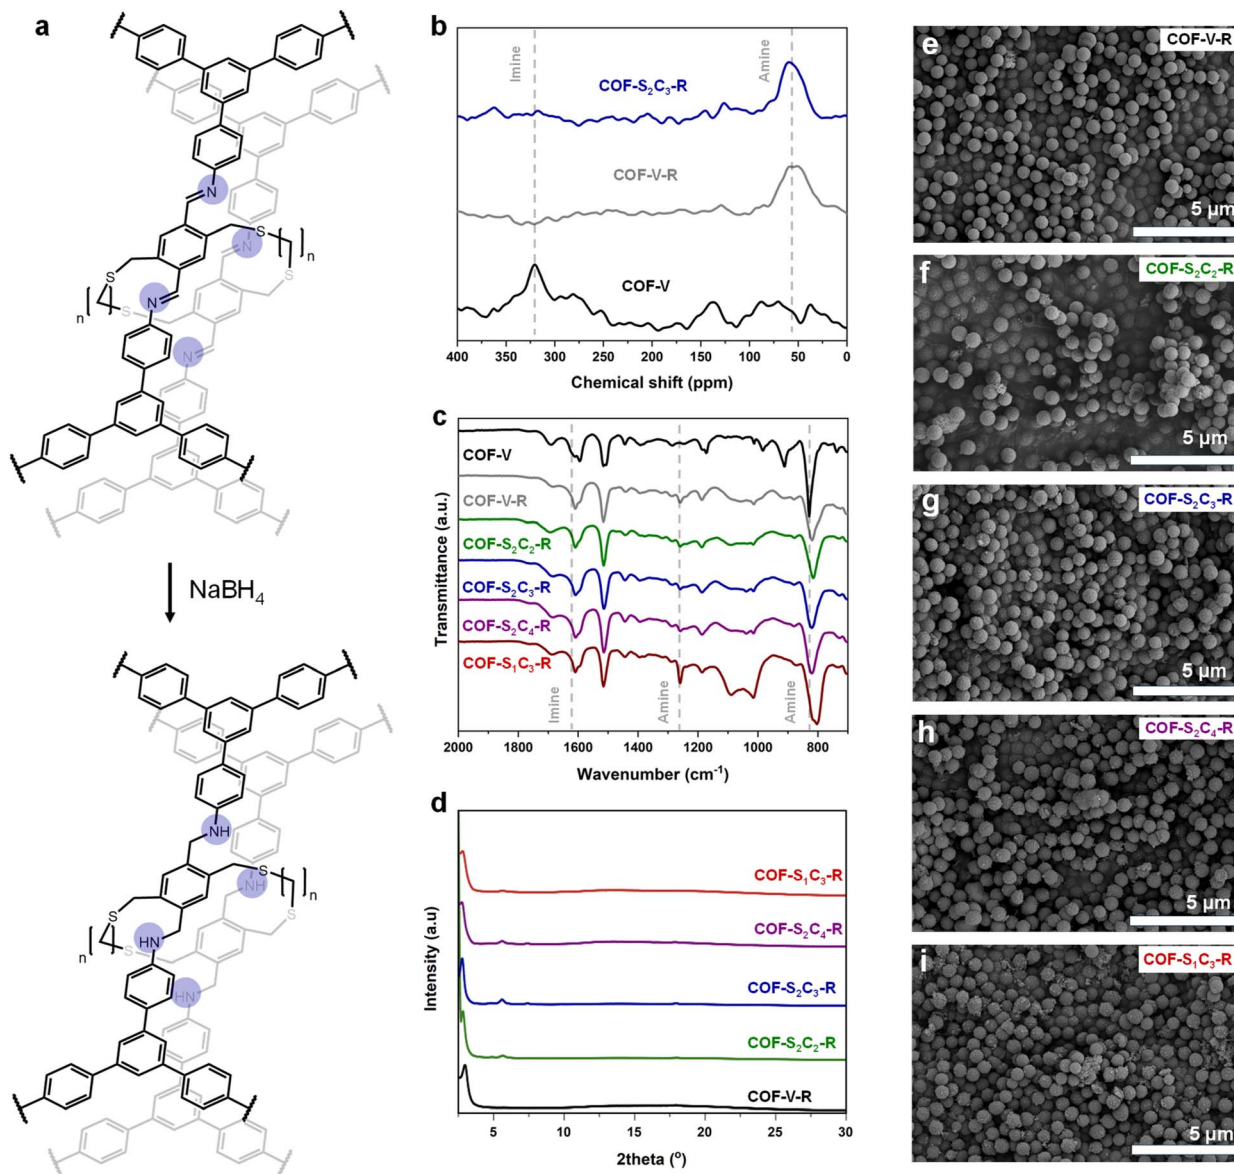 a
N
S
n
N
S
S
N
n
S
N
NaBH₄
NH
S
n
NH
S
S
HN
n
S
HN
b
Imine
Amine
COF-S₂C₃-R
COF-V-R
COF-V
400 350 300 250 200 150 100 50 0
Chemical shift (ppm)
c
COF-V
COF-V-R
COF-S₂C₂-R
COF-S₂C₃-R
COF-S₂C₄-R
COF-S₁C₃-R
Imine
Amine
Amine
Transmittance (a.u.)
2000 1800 1600 1400 1200 1000 800
Wavenumber (cm⁻¹)
d
COF-S₁C₃-R
COF-S₂C₄-R
COF-S₂C₃-R
COF-S₂C₂-R
COF-V-R
Intensity (a.u)
5 10 15 20 25 30
2theta (°)
e
COF-V-R
5 µm
f
COF-S₂C₂-R
5 µm
g
COF-S₂C₃-R
5 µm
h
COF-S₂C₄-R
5 µm
i
COF-S₁C₃-R
5 µm